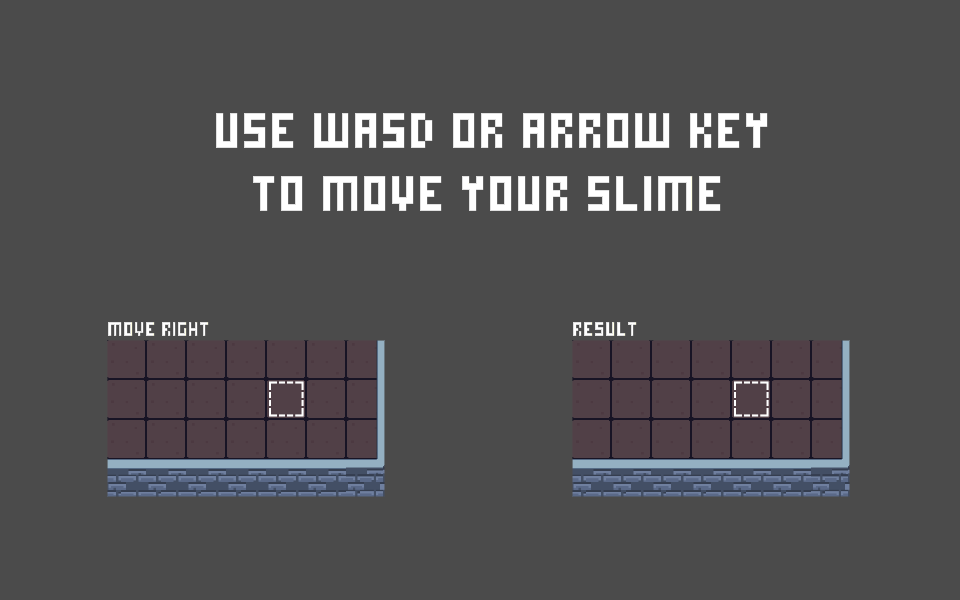 USE WASD OR ARROW KEY
TO MOVE YOUR SLIME
MOVE RIGHT
RESULT